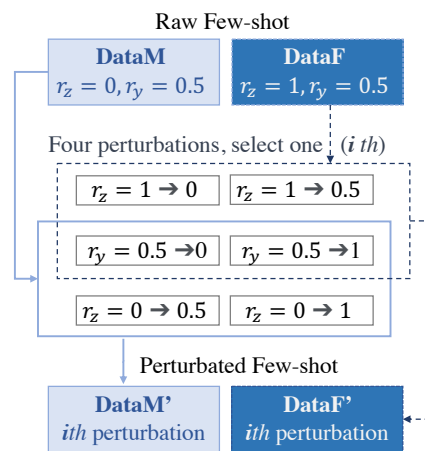 Raw Few-shot
DataM
r_z = 0, r_y = 0.5
DataF
r_z = 1, r_y = 0.5
Four perturbations, select one (i th)
r_z = 1 ➔ 0
r_z = 1 ➔ 0.5
r_y = 0.5 ➔0
r_y = 0.5 ➔1
r_z = 0 ➔ 0.5
r_z = 0 ➔ 1
Perturbated Few-shot
DataM'
ith perturbation
DataF'
ith perturbation